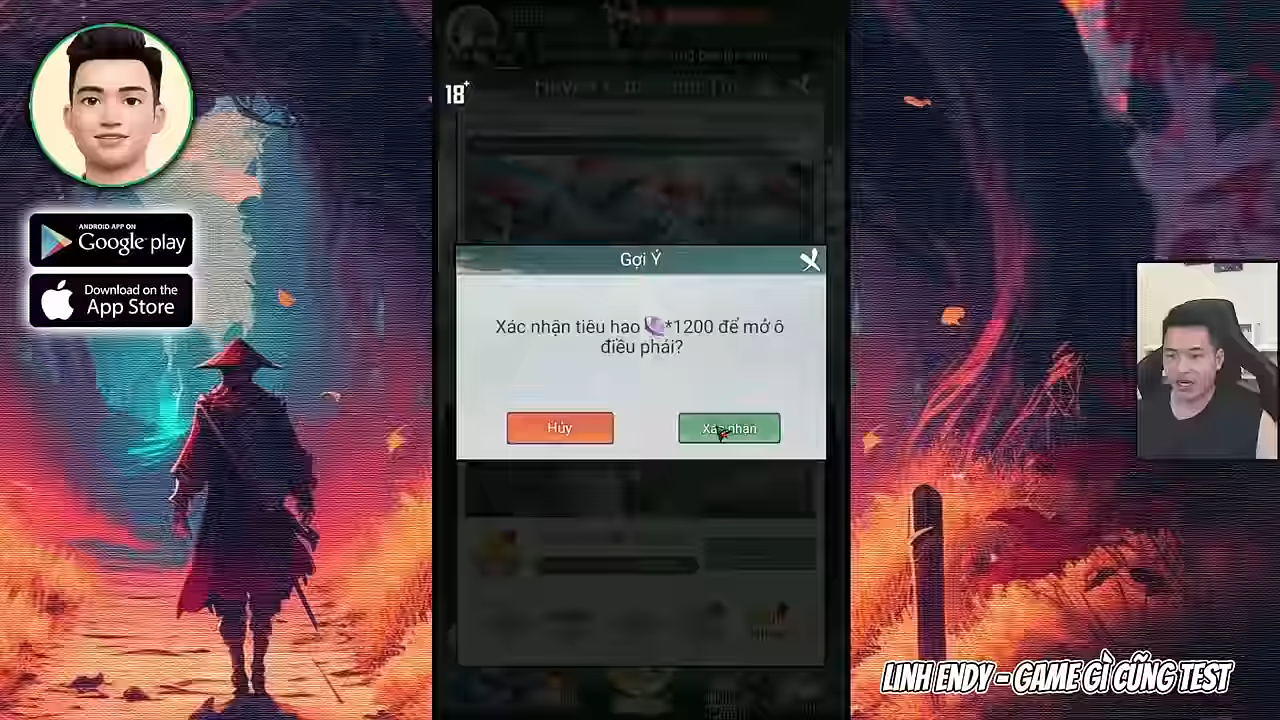 18+
Gợi Ý
ANDROID APP ON
Google play
Download on the
App Store
Xác nhận tiêu hao *1200 để mở ô
điều phái?
Hủy
Xác nhận
LINH ENDY - GAME GÌ CŨNG TEST